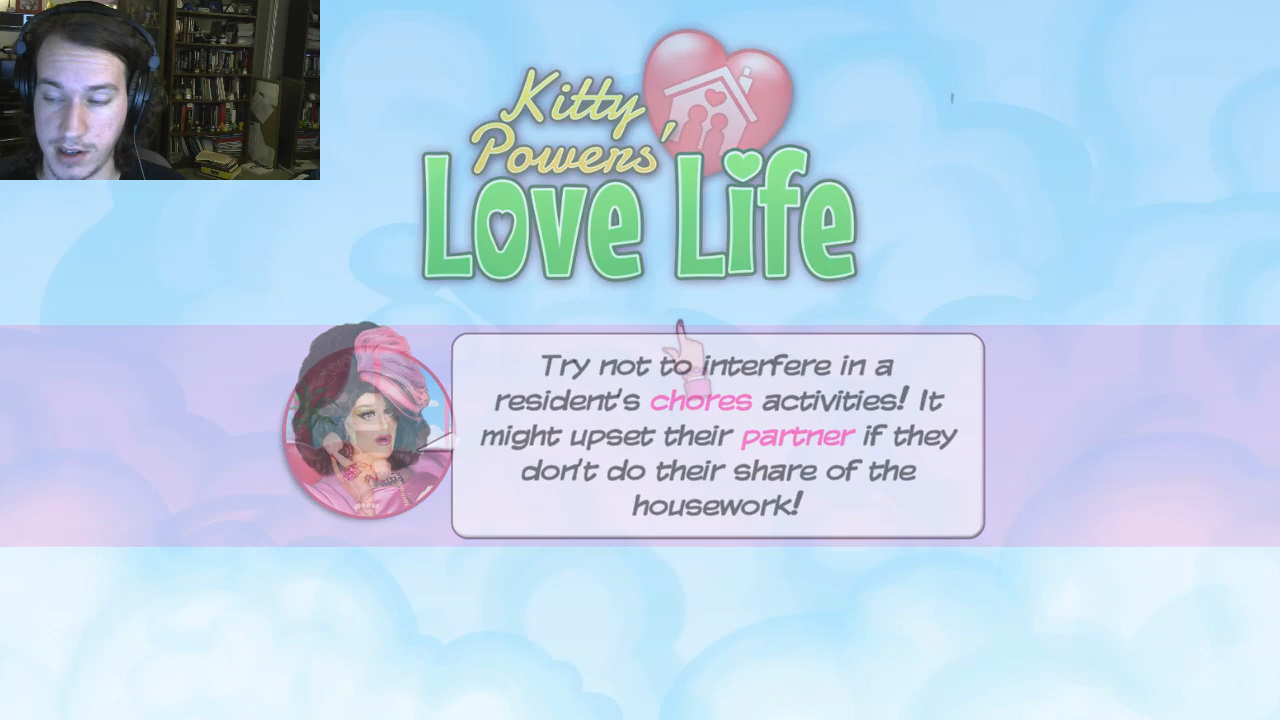 Kitty
Powers'
Love Life
Try not to interfere in a
resident's chores activities! It
might upset their partner if they
don't do their share of the
housework!